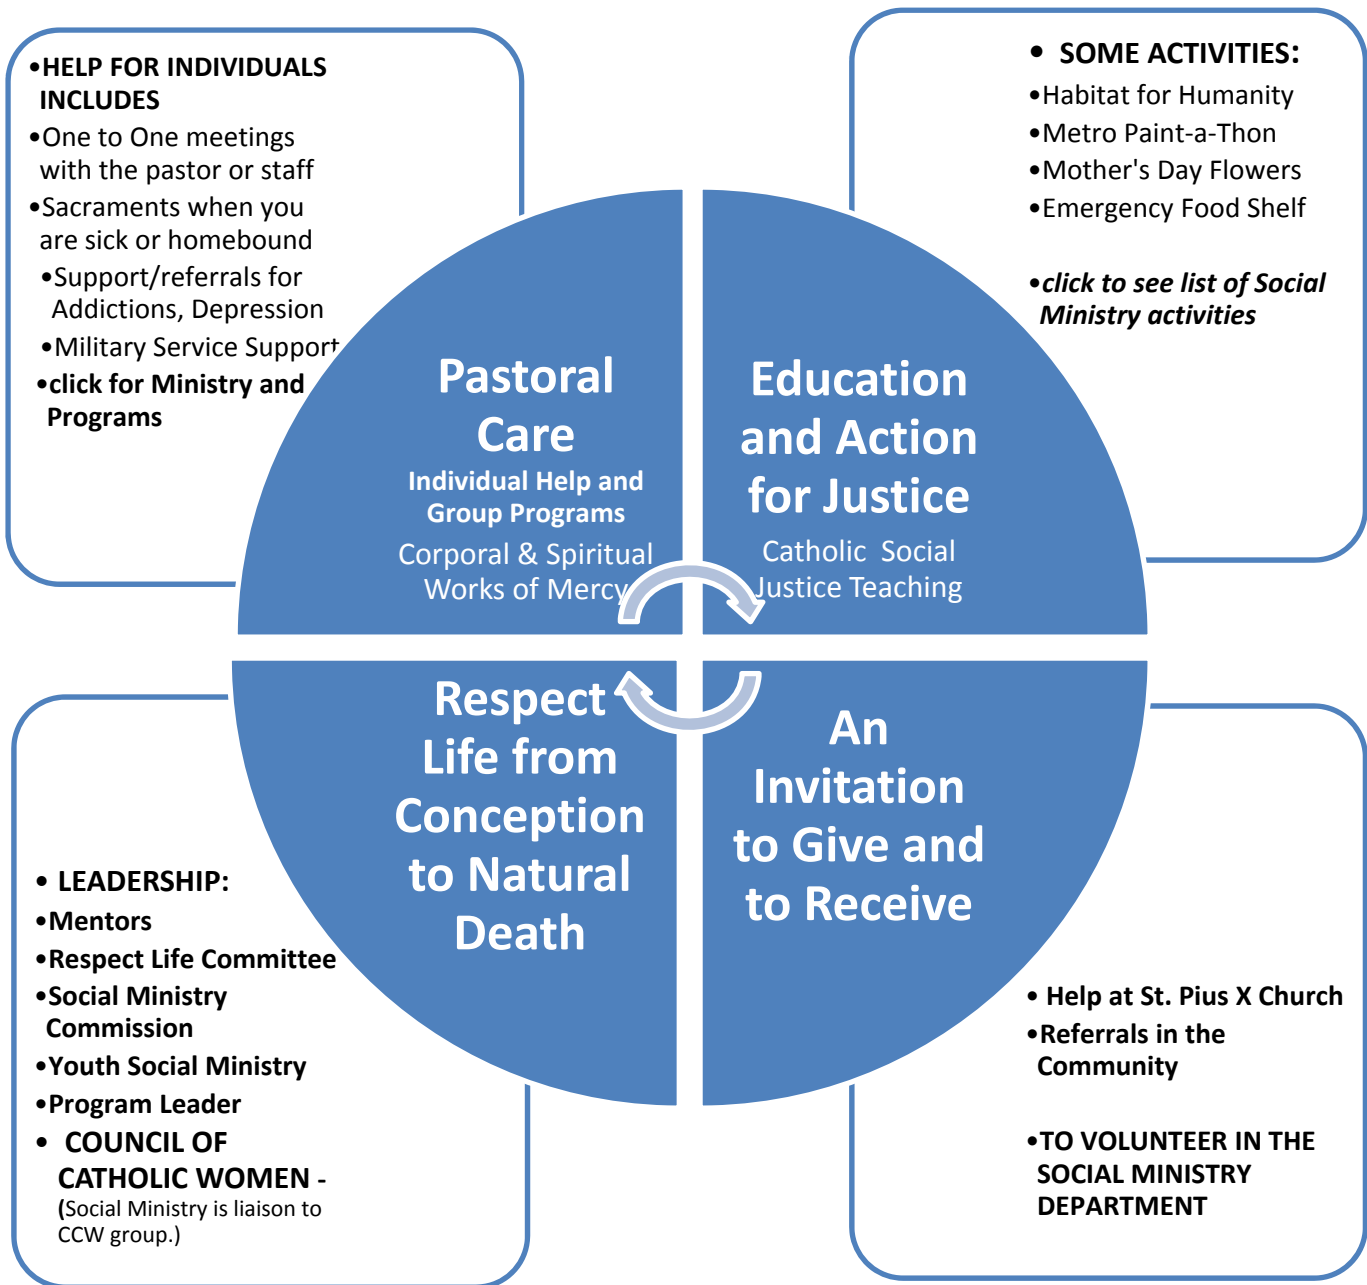 •HELP FOR INDIVIDUALS
INCLUDES
•One to One meetings
with the pastor or staff
•Sacraments when you
are sick or homebound
•Support/referrals for
Addictions, Depression
•Military Service Support
•click for Ministry and
Programs
• SOME ACTIVITIES:
•Habitat for Humanity
•Metro Paint-a-Thon
•Mother's Day Flowers
•Emergency Food Shelf
•click to see list of Social
Ministry activities
Pastoral
Care
Individual Help and
Group Programs
Corporal & Spiritual
Works of Mercy
Education
and Action
for Justice
Catholic Social
Justice Teaching
Respect
Life from
Conception
to Natural
Death
An
Invitation
to Give and
to Receive
• LEADERSHIP:
•Mentors
•Respect Life Committee
•Social Ministry
Commission
•Youth Social Ministry
•Program Leader
• COUNCIL OF
CATHOLIC WOMEN -
(Social Ministry is liaison to
CCW group.)
• Help at St. Pius X Church
•Referrals in the
Community
•TO VOLUNTEER IN THE
SOCIAL MINISTRY
DEPARTMENT